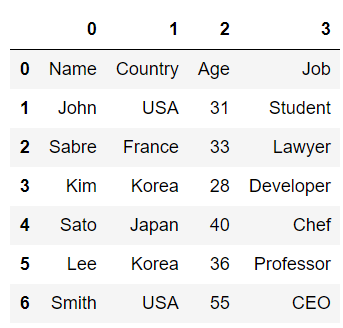 0 1 2 3
0 Name Country Age Job
1 John USA 31 Student
2 Sabre France 33 Lawyer
3 Kim Korea 28 Developer
4 Sato Japan 40 Chef
5 Lee Korea 36 Professor
6 Smith USA 55 CEO